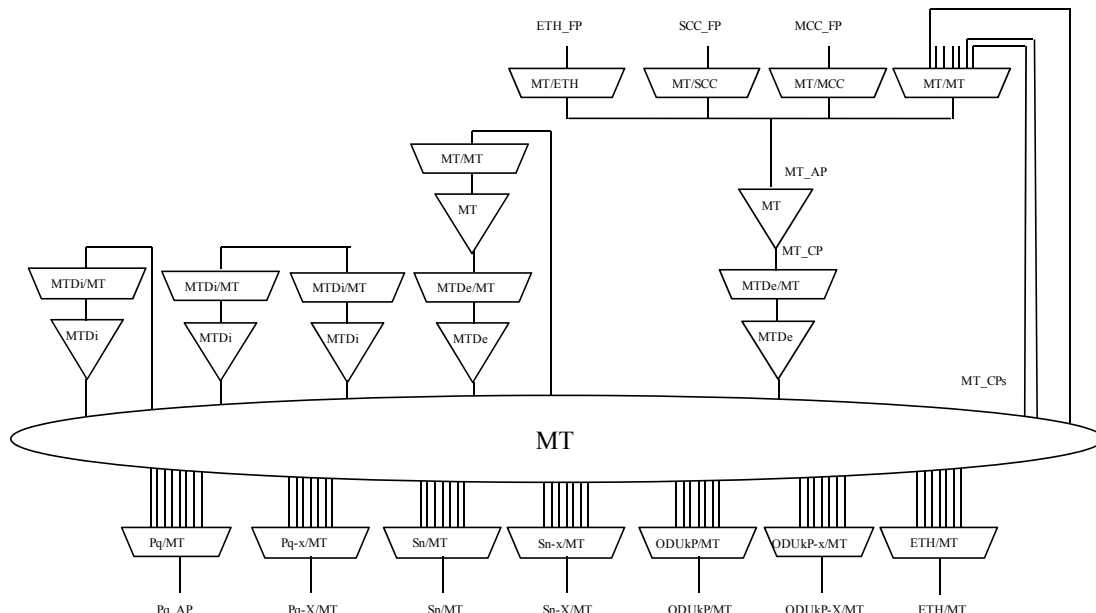 ETH_FP
SCC_FP
MCC_FP
MT/ETH
MT/SCC
MT/MCC
MT/MT
MT/MT
MT_AP
MT
MT
MT_CP
MTDi/MT
MTDi/MT
MTDi/MT
MTDe/MT
MTDe/MT
MTDi
MTDi
MTDi
MTDe
MTDe
MT_CPs
MT
Pq/MT
Pq-x/MT
Sn/MT
Sn-x/MT
ODUkP/MT
ODUkP-x/MT
ETH/MT
Pq_AP
Pq-X/MT
Sn/MT
Sn-X/MT
ODUkP/MT
ODUkP-X/MT
ETH/MT